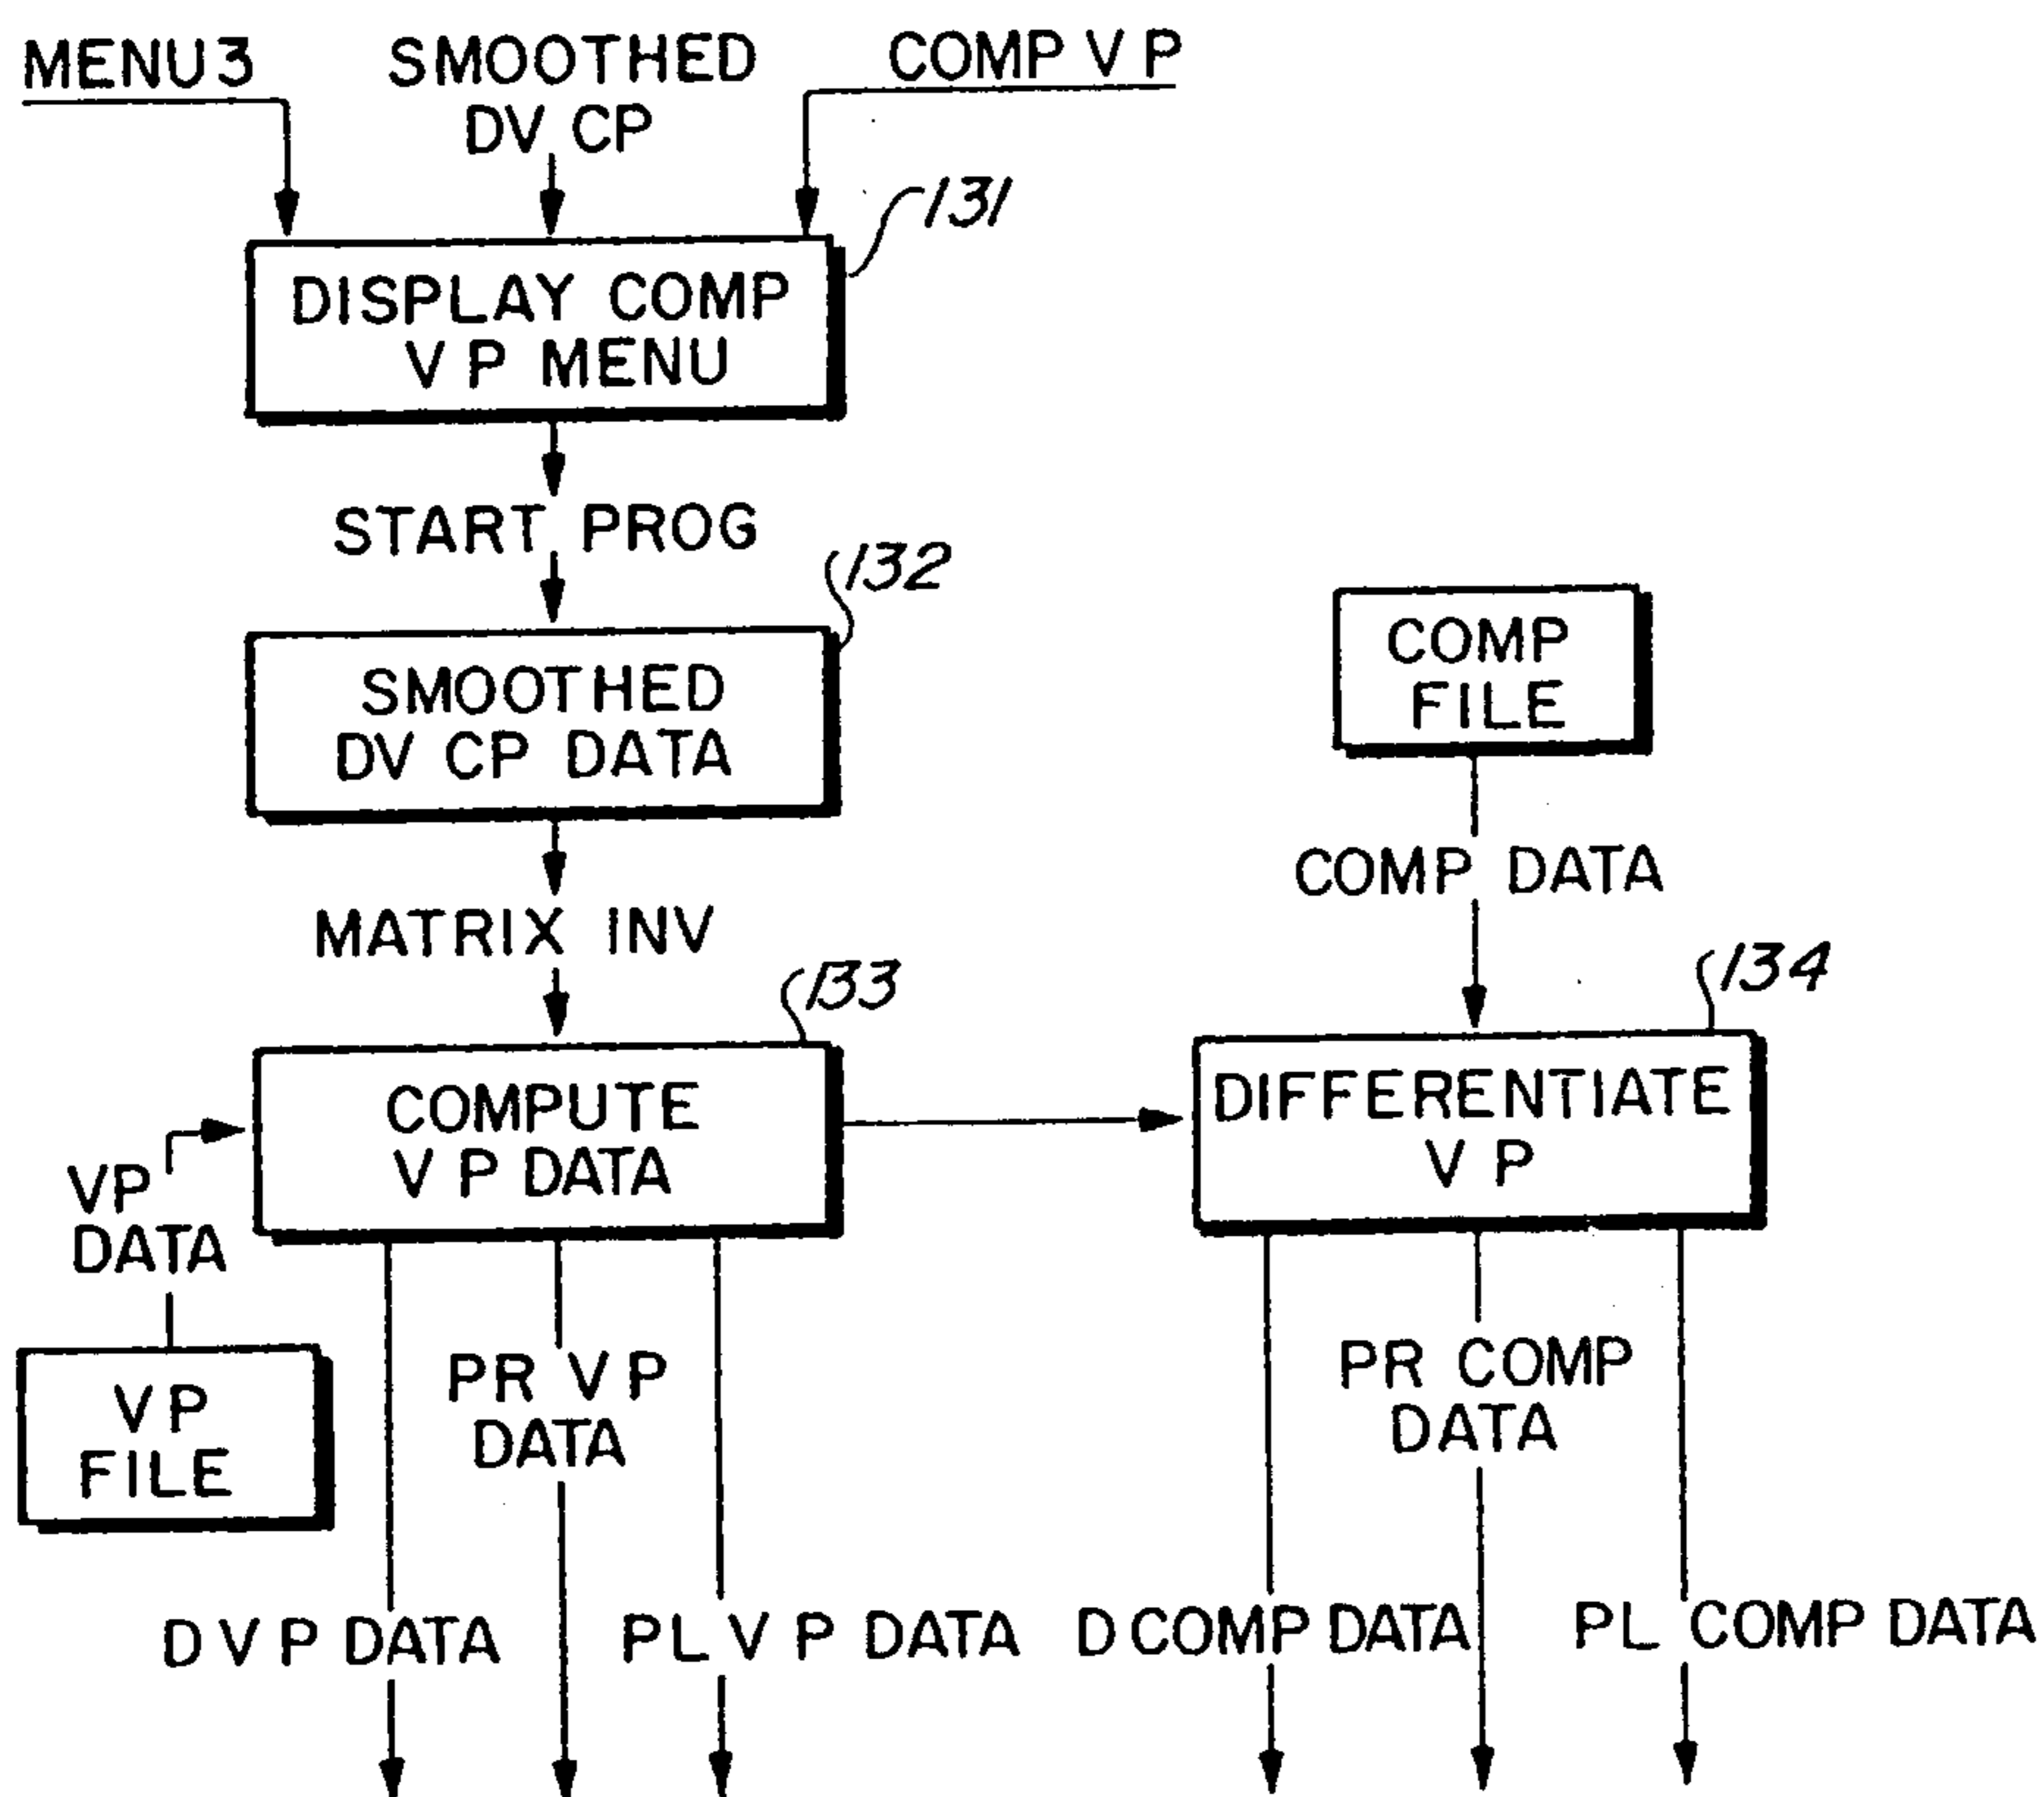 MENU3
SMOOTHED
DV CP
COMP V P
131
DISPLAY COMP
V P MENU
START PROG
132
SMOOTHED
DV CP DATA
COMP
FILE
COMP DATA
MATRIX INV
133
134
COMPUTE
V P DATA
DIFFERENTIATE
V P
VP
DATA
V P
FILE
PR V P
DATA
PR COMP
DATA
D V P DATA
PL V P DATA
D COMP DATA
PL COMP DATA